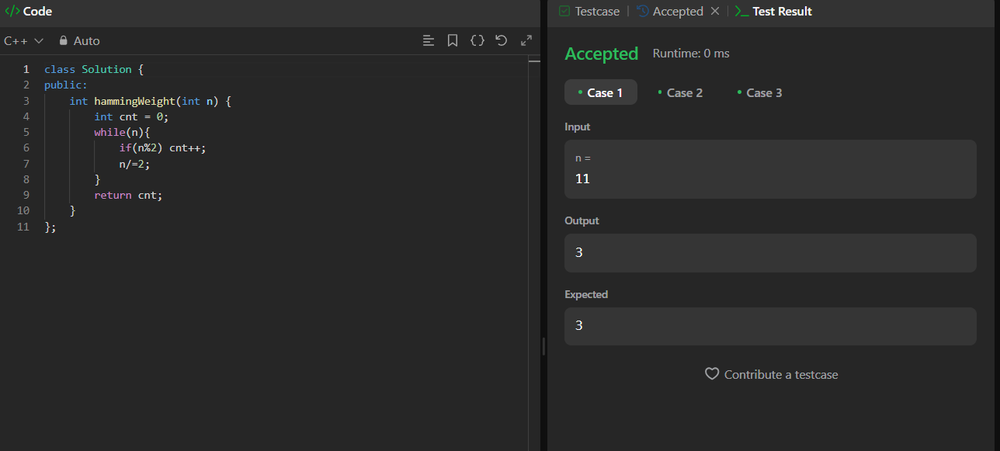 </> Code
C++ Auto
1 class Solution {
2 public:
3     int hammingWeight(int n) {
4         int cnt = 0;
5         while(n){
6             if(n%2) cnt++;
7             n/=2;
8         }
9         return cnt;
10     }
11 };
Testcase | Accepted × | >_ Test Result
Accepted Runtime: 0 ms
• Case 1 • Case 2 • Case 3
Input
n =
11
Output
3
Expected
3
Contribute a testcase